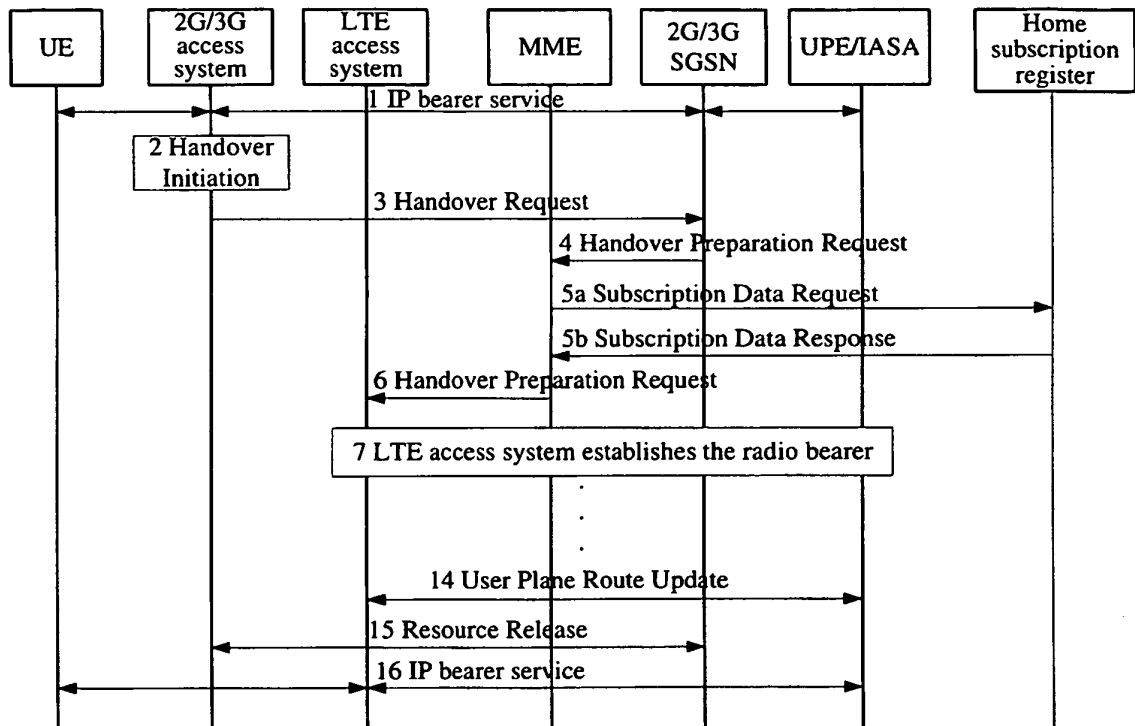 UE
2G/3G
access
system
LTE
access
system
MME
2G/3G
SGSN
UPE/IASA
Home
subscription
register
1 IP bearer service
2 Handover
Initiation
3 Handover Request
4 Handover Preparation Request
5a Subscription Data Request
5b Subscription Data Response
6 Handover Preparation Request
7 LTE access system establishes the radio bearer
.
.
.
14 User Plane Route Update
15 Resource Release
16 IP bearer service